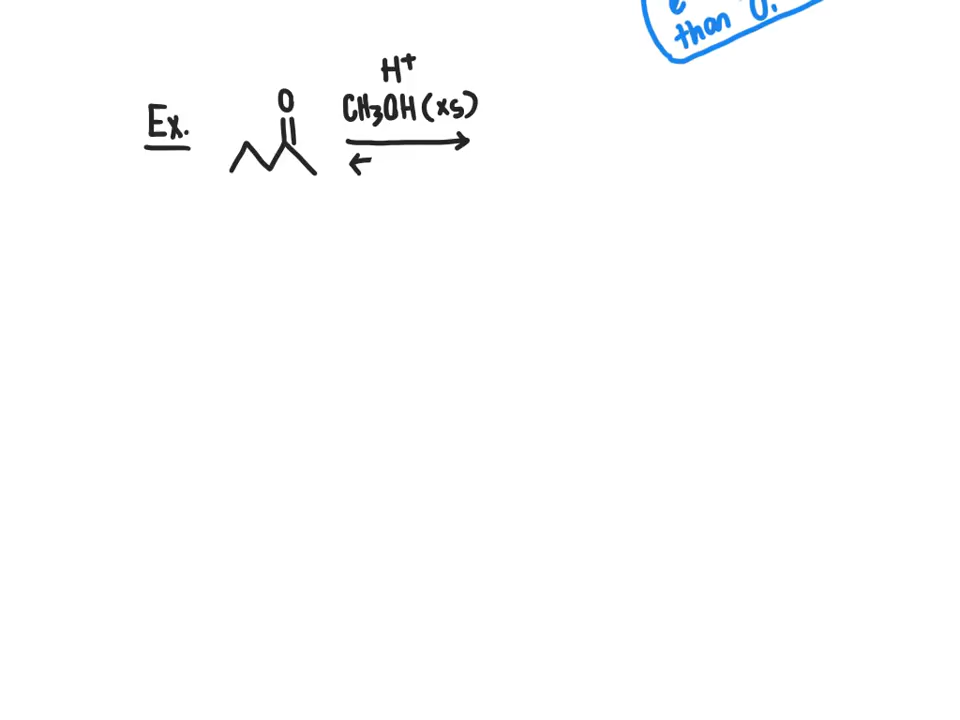 than O.
H+
CH3OH (xs)
Ex.
O